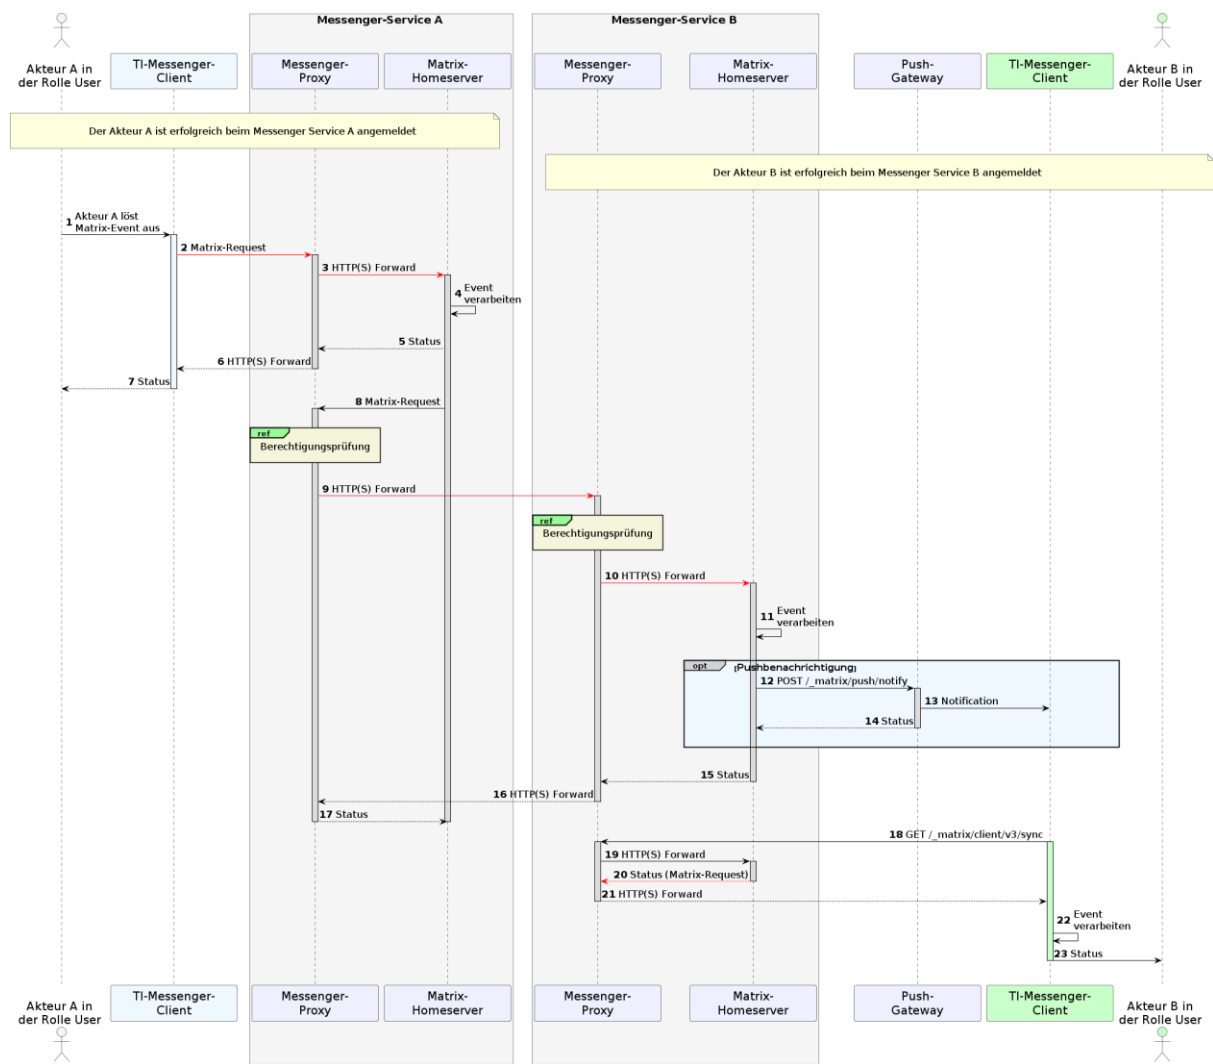 Messenger-Service A
Messenger-Service B
Akteur A in
der Rolle User
TI-Messenger-
Client
Messenger-
Proxy
Matrix-
Homeserver
Messenger-
Proxy
Matrix-
Homeserver
Push-
Gateway
TI-Messenger-
Client
Akteur B in
der Rolle User
Der Akteur A ist erfolgreich beim Messenger Service A angemeldet
Der Akteur B ist erfolgreich beim Messenger Service B angemeldet
1 Akteur A löst
Matrix-Event aus
2 Matrix-Request
3 HTTP(S) Forward
4 Event
verarbeiten
5 Status
6 HTTP(S) Forward
7 Status
8 Matrix-Request
ref
Berechtigungsprüfung
9 HTTP(S) Forward
ref
Berechtigungsprüfung
10 HTTP(S) Forward
11 Event
verarbeiten
opt [Pushbenachrichtigung]
12 POST /_matrix/push/notify
13 Notification
14 Status
15 Status
16 HTTP(S) Forward
17 Status
18 GET /_matrix/client/v3/sync
19 HTTP(S) Forward
20 Status (Matrix-Request)
21 HTTP(S) Forward
22 Event
verarbeiten
23 Status
Akteur A in
der Rolle User
TI-Messenger-
Client
Messenger-
Proxy
Matrix-
Homeserver
Messenger-
Proxy
Matrix-
Homeserver
Push-
Gateway
TI-Messenger-
Client
Akteur B in
der Rolle User